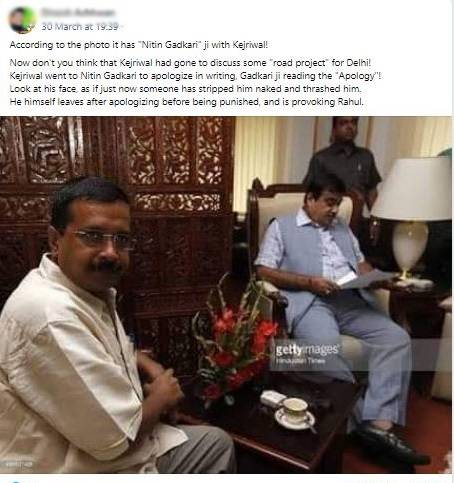 30 March at 19:39
According to the photo it has "Nitin Gadkari" ji with Kejriwal!
Now don't you think that Kejriwal had gone to discuss some "road project" for Delhi!
Kejriwal went to Nitin Gadkari to apologize in writing, Gadkari ji reading the "Apology"!
Look at his face, as if just now someone has stripped him naked and thrashed him,
He himself leaves after apologizing before being punished, and is provoking Rahul.
gettyimages
Hindustan Times